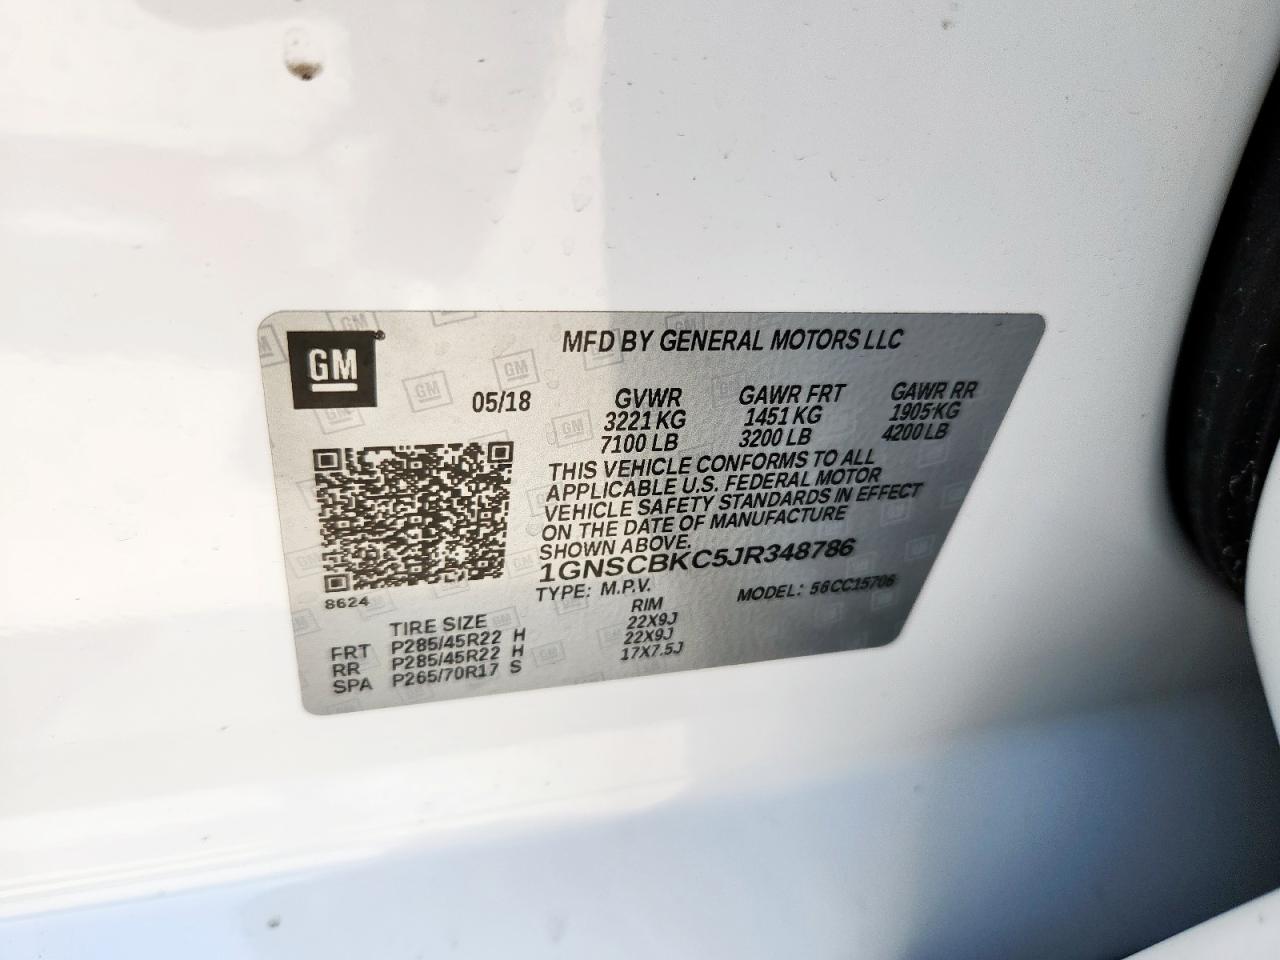 GM
MFD BY GENERAL MOTORS LLC
05/18
GVWR GAWR FRT GAWR RR
3221 KG 1451 KG 1905 KG
7100 LB 3200 LB 4200 LB
THIS VEHICLE CONFORMS TO ALL
APPLICABLE U.S. FEDERAL MOTOR
VEHICLE SAFETY STANDARDS IN EFFECT
ON THE DATE OF MANUFACTURE
SHOWN ABOVE.
1GNSCBKC5JR348786
TYPE: M.P.V. MODEL: 56CC15706
8624
TIRE SIZE RIM
FRT P285/45R22 H 22X9J
RR P285/45R22 H 22X9J
SPA P265/70R17 S 17X7.5J